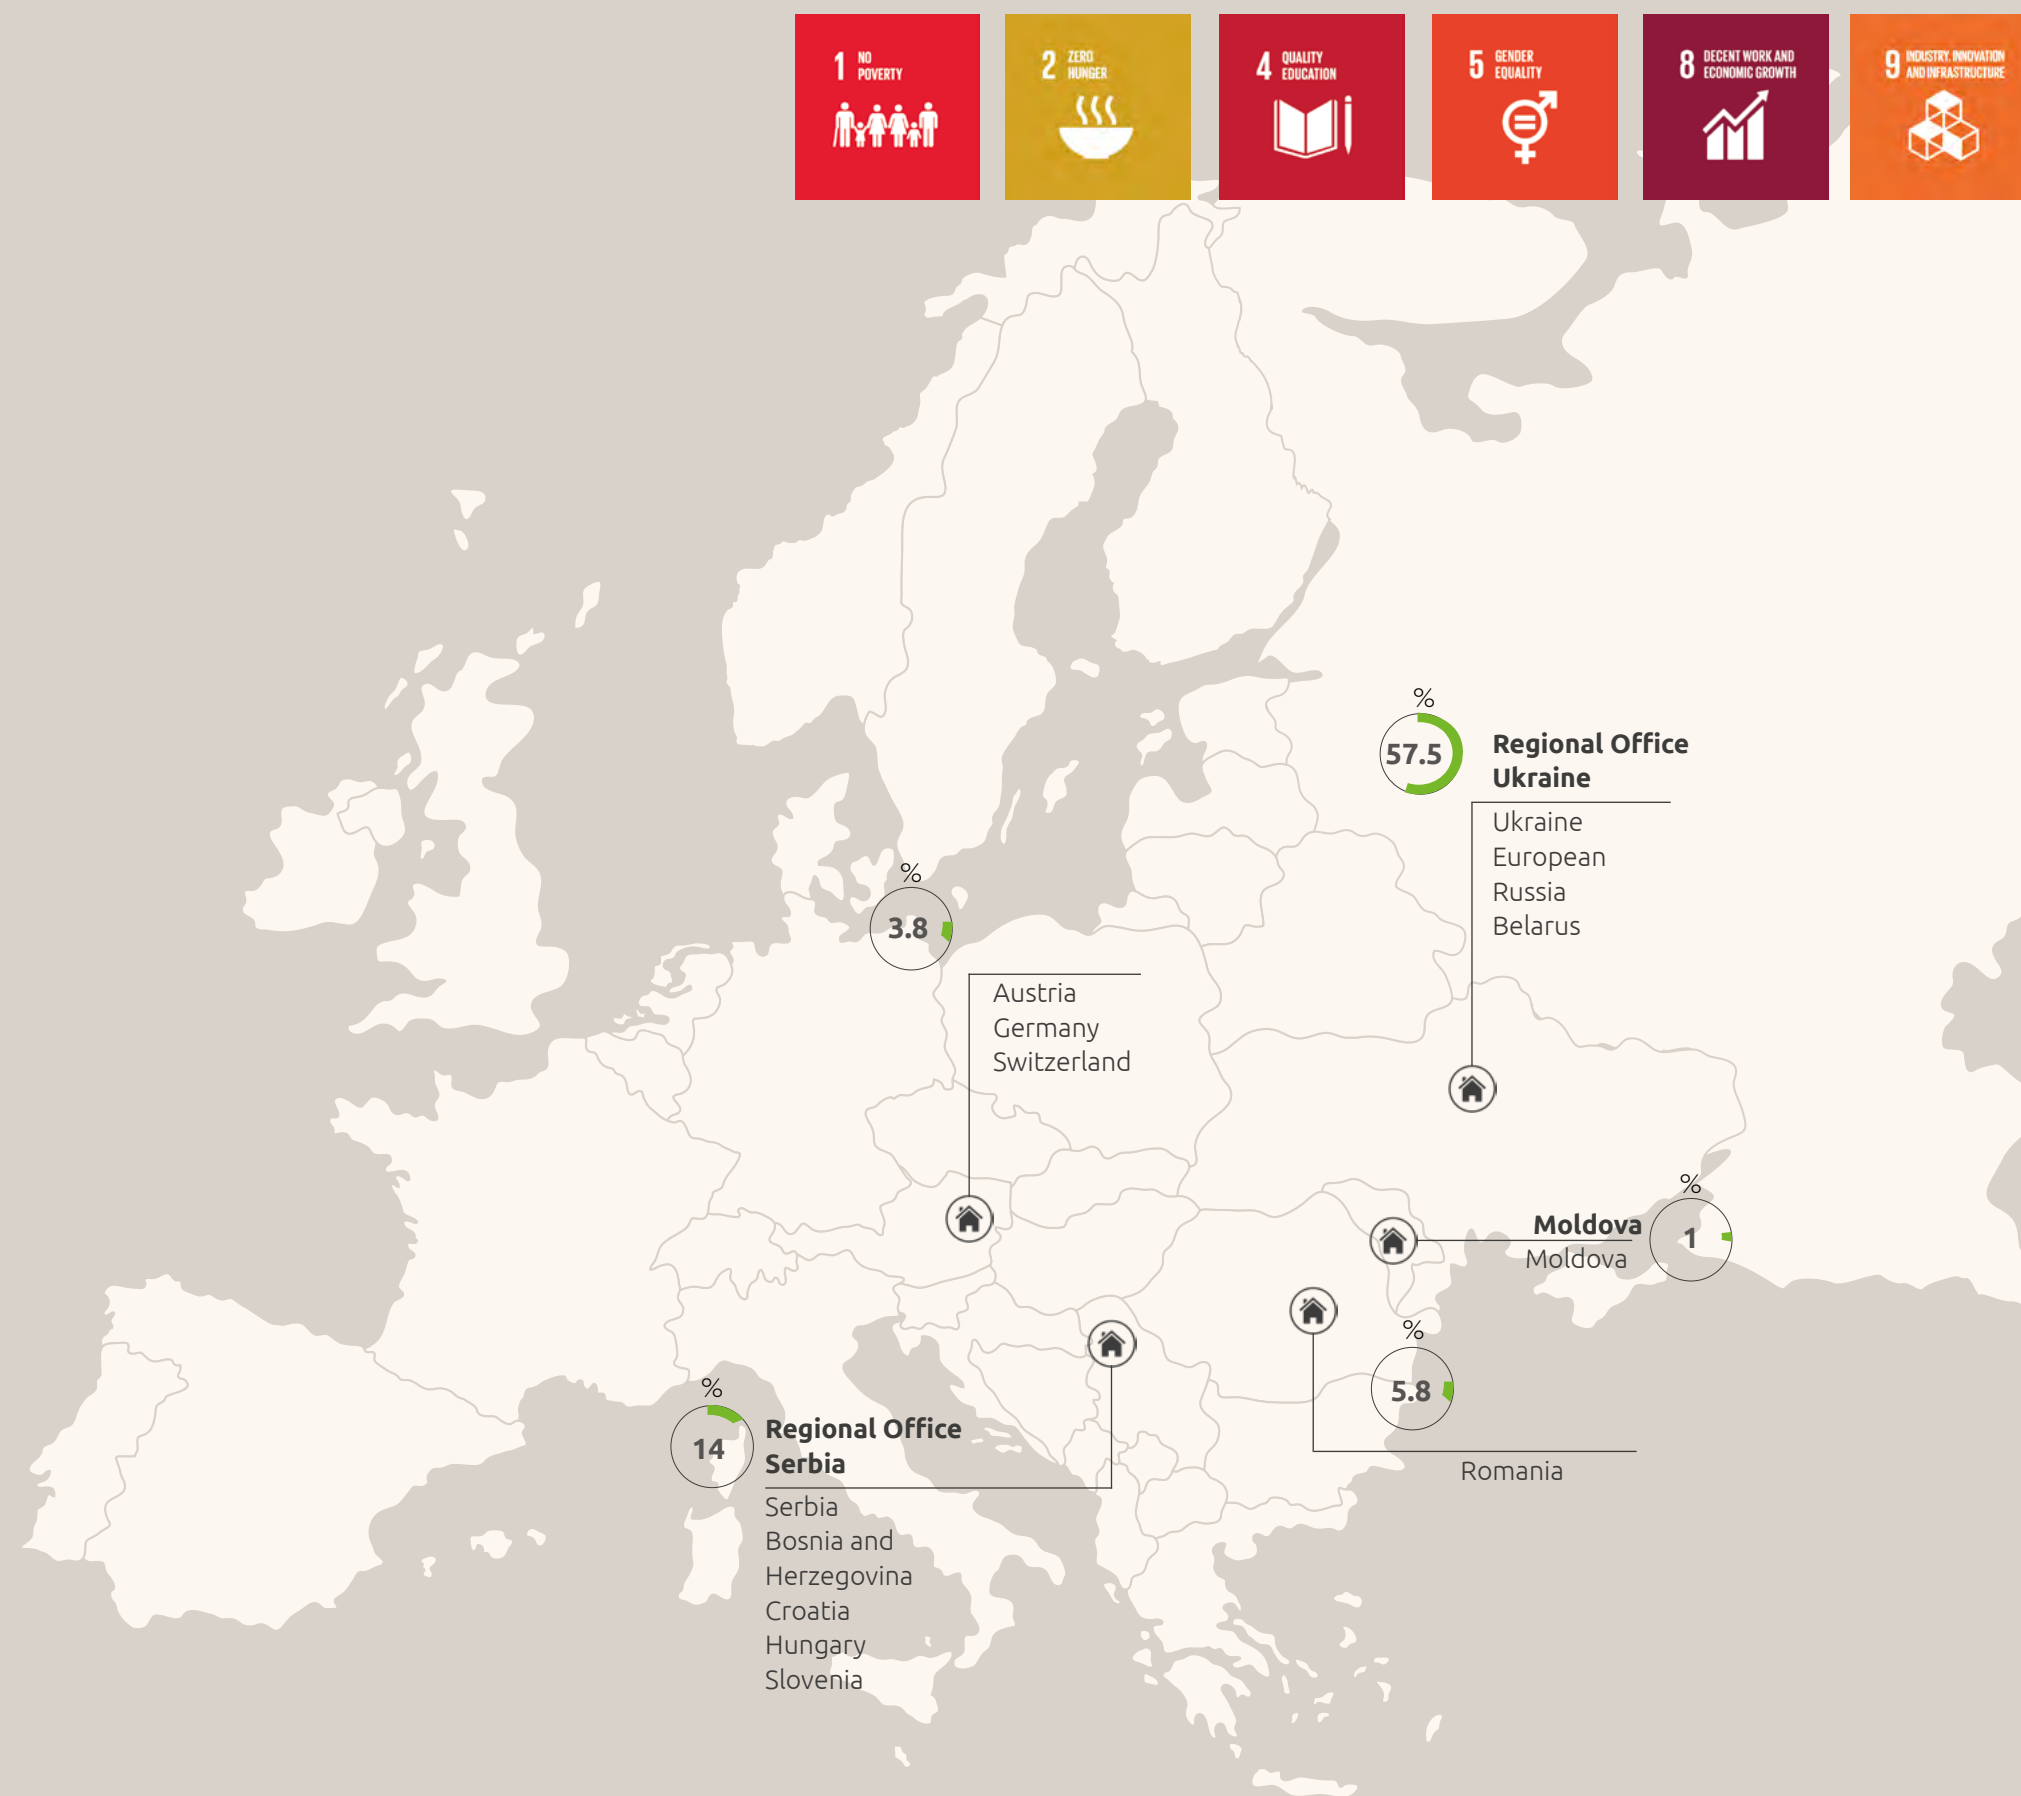 1 NO
POVERTY
2 ZERO
HUNGER
4 QUALITY
EDUCATION
5 GENDER
EQUALITY
8 DECENT WORK AND
ECONOMIC GROWTH
9 INDUSTRY, INNOVATION
AND INFRASTRUCTURE
%
57.5
Regional Office
Ukraine
Ukraine
European
Russia
Belarus
%
3.8
Austria
Germany
Switzerland
%
1
Moldova
Moldova
%
5.8
Romania
%
14
Regional Office
Serbia
Serbia
Bosnia and
Herzegovina
Croatia
Hungary
Slovenia